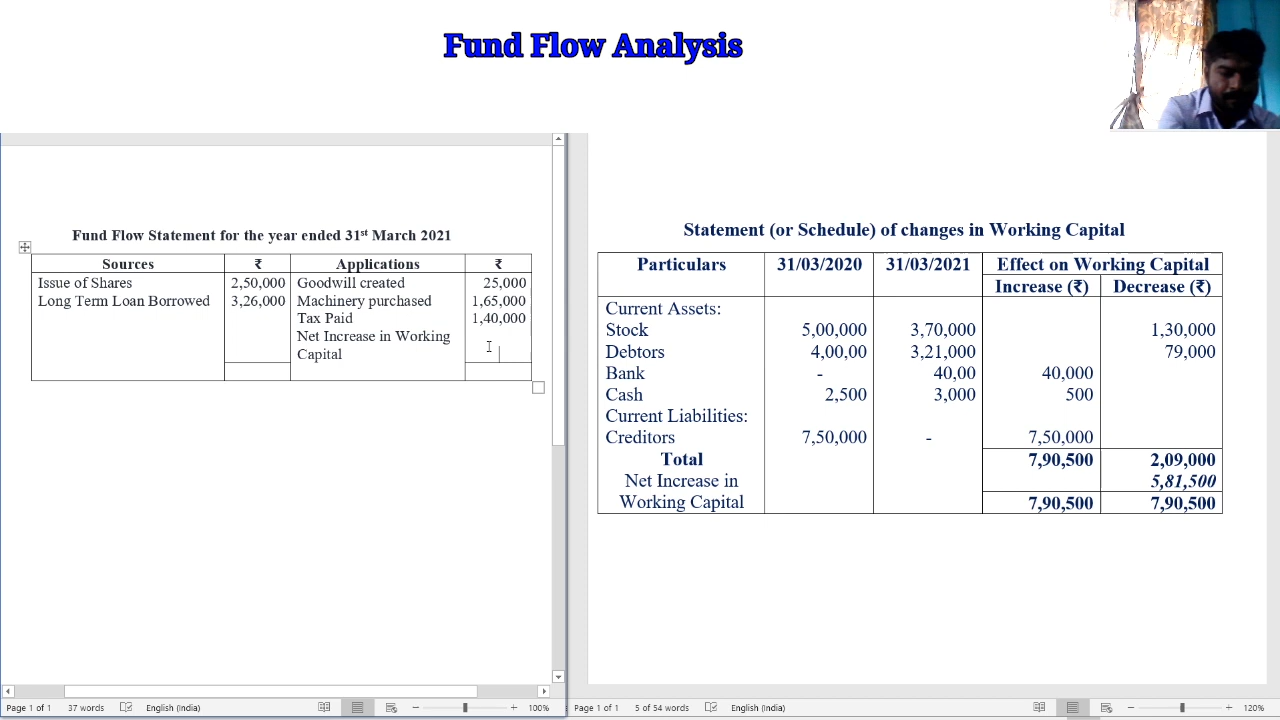 Fund Flow Analysis
Fund Flow Statement for the year ended 31st March 2021
Sources ₹ Applications ₹
Issue of Shares 2,50,000 Goodwill created 25,000
Long Term Loan Borrowed 3,26,000 Machinery purchased 1,65,000
Tax Paid 1,40,000
Net Increase in Working
Capital
Page 1 of 1 37 words English (India) 100%
Statement (or Schedule) of changes in Working Capital
Particulars 31/03/2020 31/03/2021 Effect on Working Capital
Increase (₹) Decrease (₹)
Current Assets:
Stock 5,00,000 3,70,000 1,30,000
Debtors 4,00,00 3,21,000 79,000
Bank - 40,00 40,000
Cash 2,500 3,000 500
Current Liabilities:
Creditors 7,50,000 - 7,50,000
Total 7,90,500 2,09,000
Net Increase in 5,81,500
Working Capital 7,90,500 7,90,500
Page 1 of 1 5 of 54 words English (India) 120%